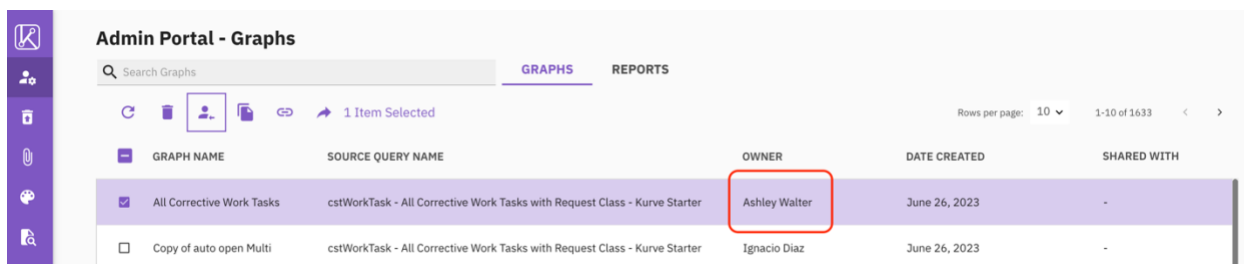 Admin Portal - Graphs
Search Graphs GRAPHS REPORTS
1 Item Selected Rows per page: 10 1-10 of 1633
GRAPH NAME SOURCE QUERY NAME OWNER DATE CREATED SHARED WITH
All Corrective Work Tasks cstWorkTask - All Corrective Work Tasks with Request Class - Kurve Starter Ashley Walter June 26, 2023 -
Copy of auto open Multi cstWorkTask - All Corrective Work Tasks with Request Class - Kurve Starter Ignacio Diaz June 26, 2023 -